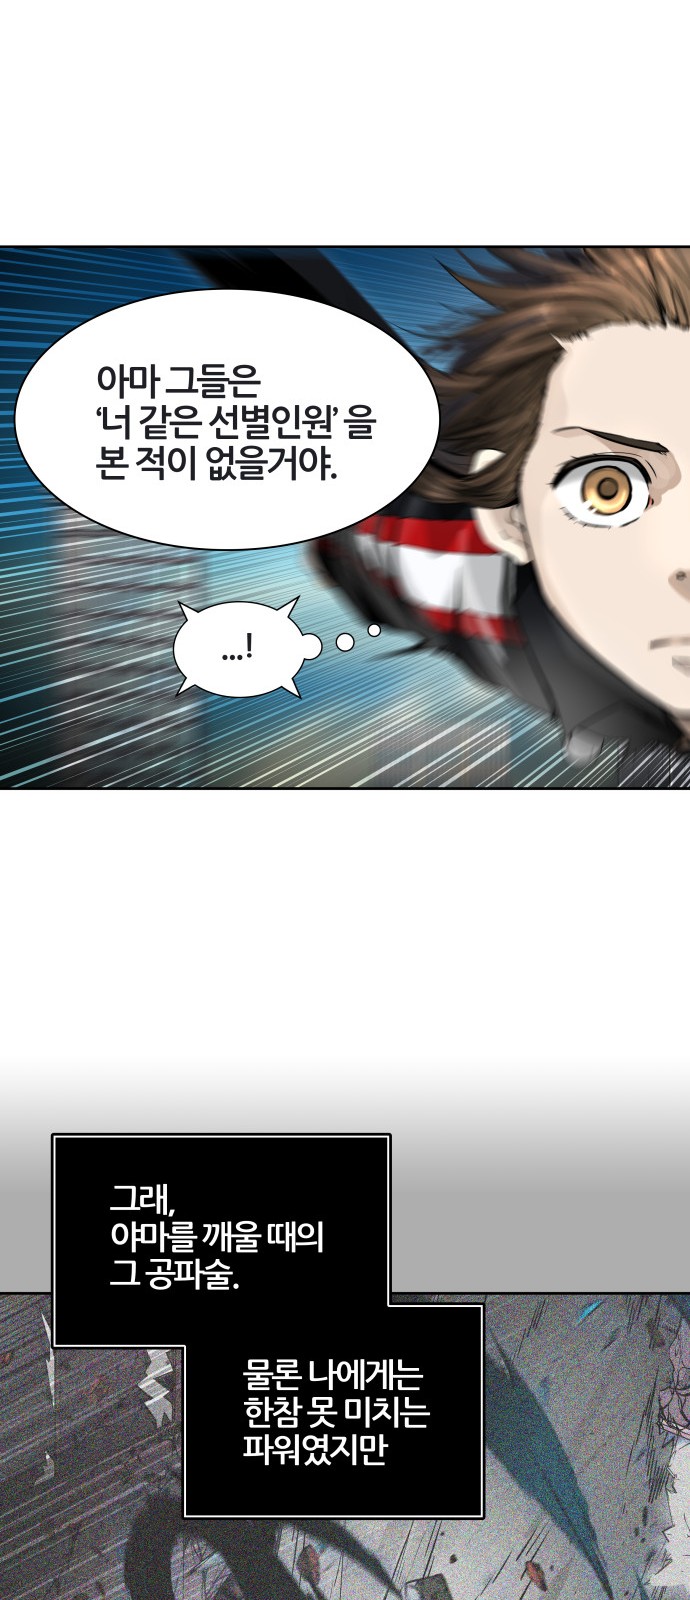 아마 그들은
‘너 같은 선별인원’ 을
본 적이 없을거야.
...!
그래,
야마를 깨울 때의
그 공파술.
물론 나에게는
한참 못 미치는
파워였지만